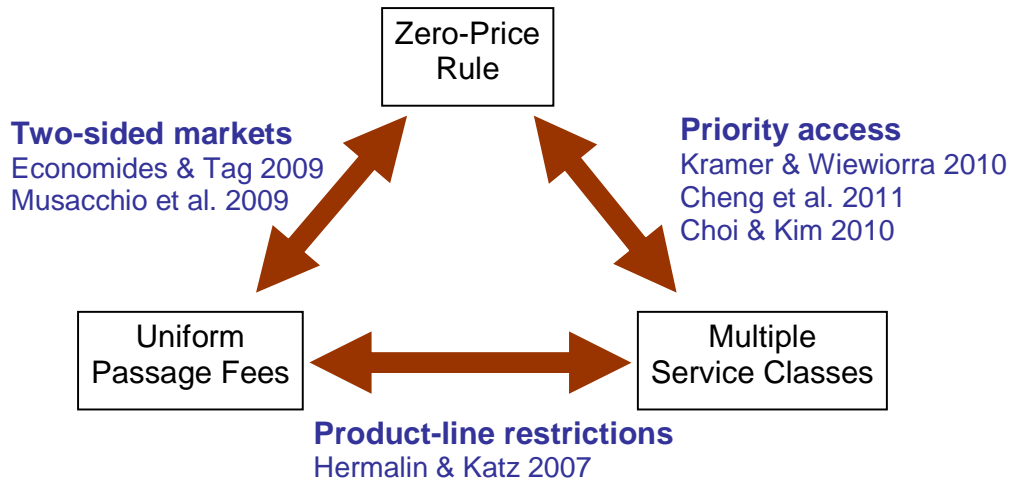 Zero-Price
Rule
Two-sided markets
Economides & Tag 2009
Musacchio et al. 2009
Priority access
Kramer & Wiewiorra 2010
Cheng et al. 2011
Choi & Kim 2010
Uniform
Passage Fees
Multiple
Service Classes
Product-line restrictions
Hermalin & Katz 2007